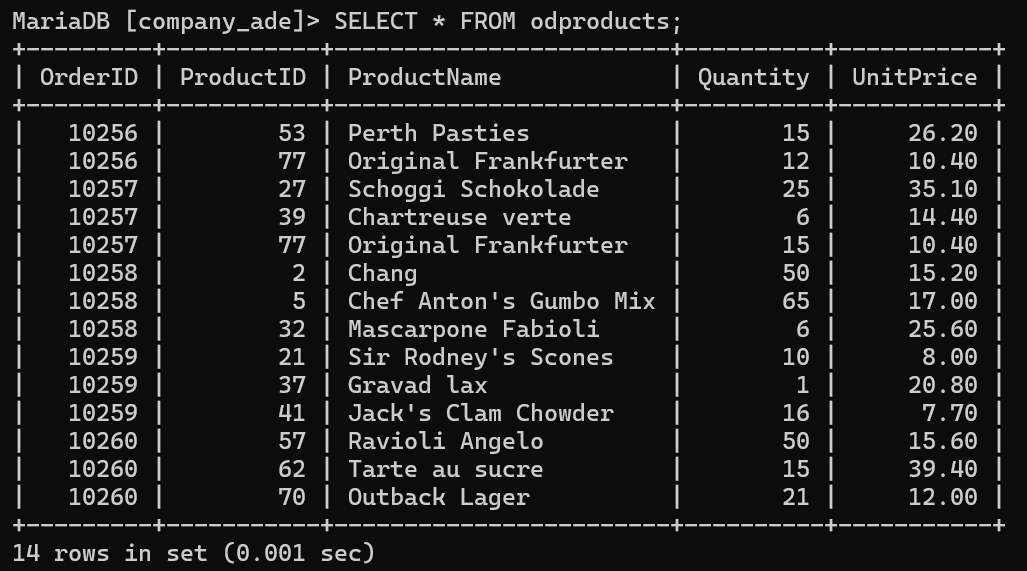 MariaDB [company_ade]> SELECT * FROM odproducts;
+---------+-----------+------------------------+----------+-----------+
| OrderID | ProductID | ProductName            | Quantity | UnitPrice |
+---------+-----------+------------------------+----------+-----------+
|   10256 |        53 | Perth Pasties          |       15 |     26.20 |
|   10256 |        77 | Original Frankfurter   |       12 |     10.40 |
|   10257 |        27 | Schoggi Schokolade     |       25 |     35.10 |
|   10257 |        39 | Chartreuse verte       |        6 |     14.40 |
|   10257 |        77 | Original Frankfurter   |       15 |     10.40 |
|   10258 |         2 | Chang                  |       50 |     15.20 |
|   10258 |         5 | Chef Anton's Gumbo Mix |       65 |     17.00 |
|   10258 |        32 | Mascarpone Fabioli     |        6 |     25.60 |
|   10259 |        21 | Sir Rodney's Scones    |       10 |      8.00 |
|   10259 |        37 | Gravad lax             |        1 |     20.80 |
|   10259 |        41 | Jack's Clam Chowder    |       16 |      7.70 |
|   10260 |        57 | Ravioli Angelo         |       50 |     15.60 |
|   10260 |        62 | Tarte au sucre         |       15 |     39.40 |
|   10260 |        70 | Outback Lager          |       21 |     12.00 |
+---------+-----------+------------------------+----------+-----------+
14 rows in set (0.001 sec)